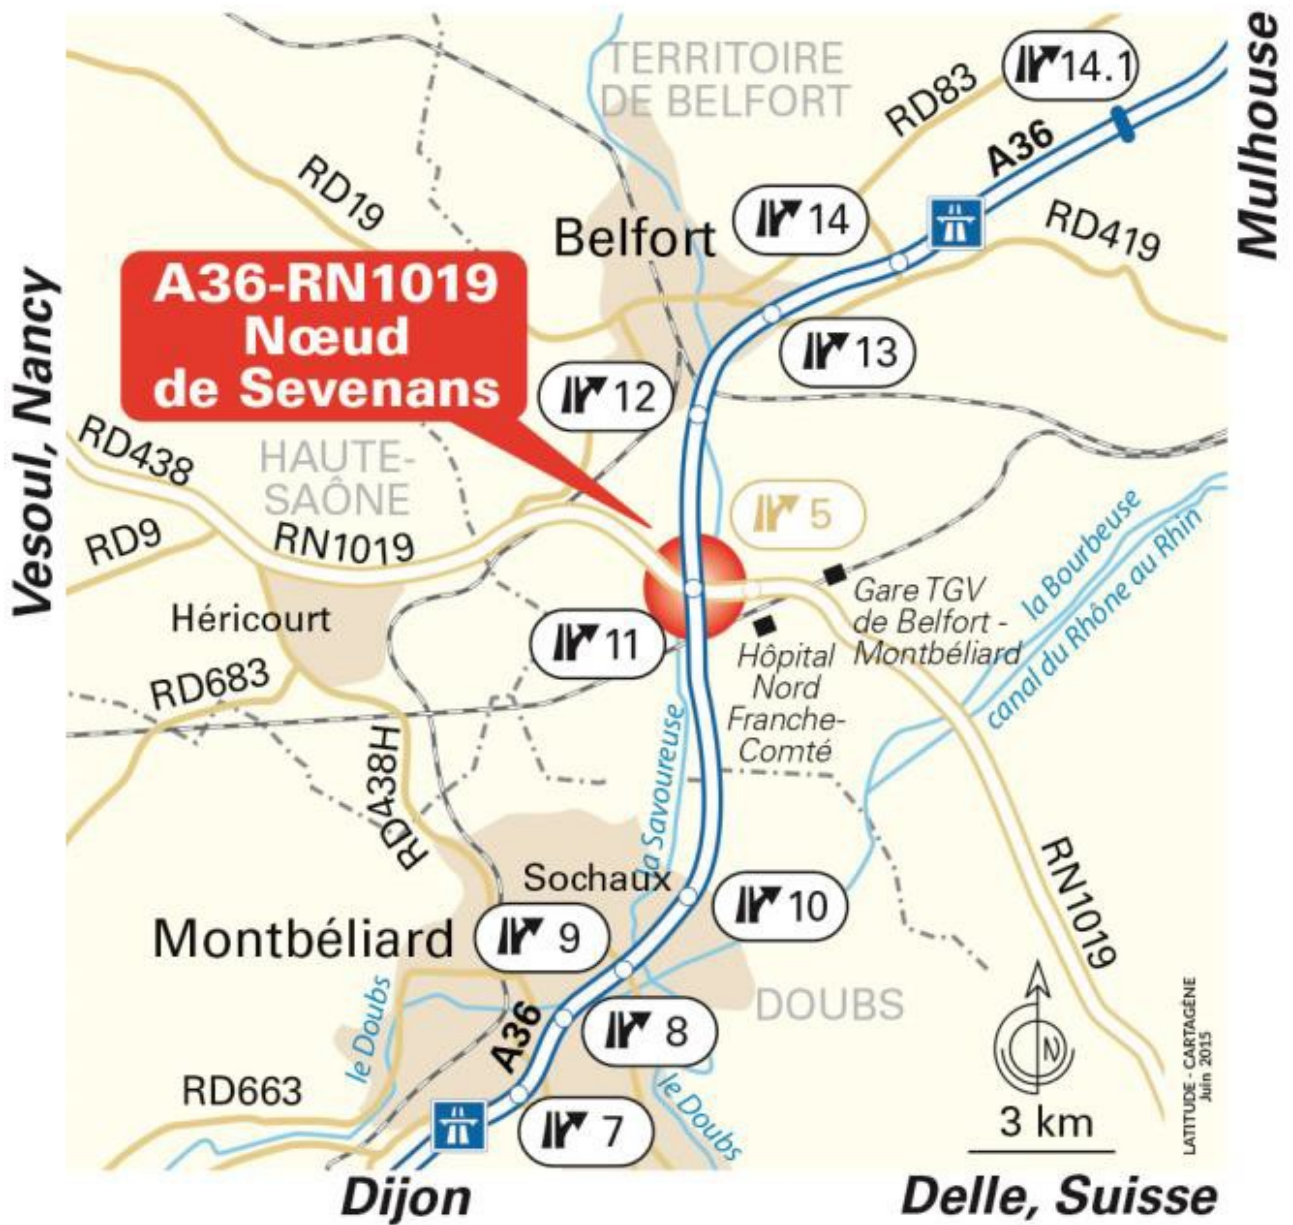 TERRITOIRE
DE BELFORT
14.1
Mulhouse
RD83
A36
RD19
14
Belfort
RD419
A36-RN1019
Nœud
de Sevenans
Vesoul, Nancy
13
12
RD438
HAUTE-
SAÔNE
5
RD9
RN1019
la Bourbeuse
canal du Rhône au Rhin
Gare TGV
de Belfort -
Montbéliard
Héricourt
11
Hôpital
Nord
Franche-
Comté
RD683
RD438H
la Savoureuse
Sochaux
10
RN1019
Montbéliard
9
DOUBS
le Doubs
A36
8
N
LATITUDE - CARTAGÈNE
Juin 2015
RD663
le Doubs
7
3 km
Dijon
Delle, Suisse